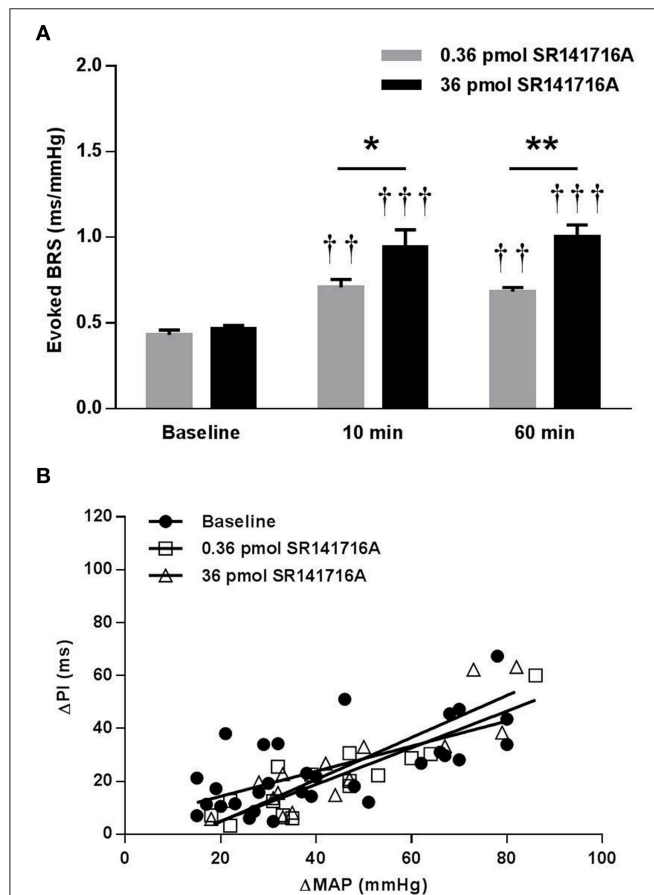 A
0.36 pmol SR141716A
36 pmol SR141716A
Evoked BRS (ms/mmHg)
2.0
1.5
1.0
0.5
0.0
* **
††† †††
†† ††
Baseline 10 min 60 min
B
Baseline
0.36 pmol SR141716A
36 pmol SR141716A
ΔPI (ms)
120
100
80
60
40
20
0
0 20 40 60 80 100
ΔMAP (mmHg)